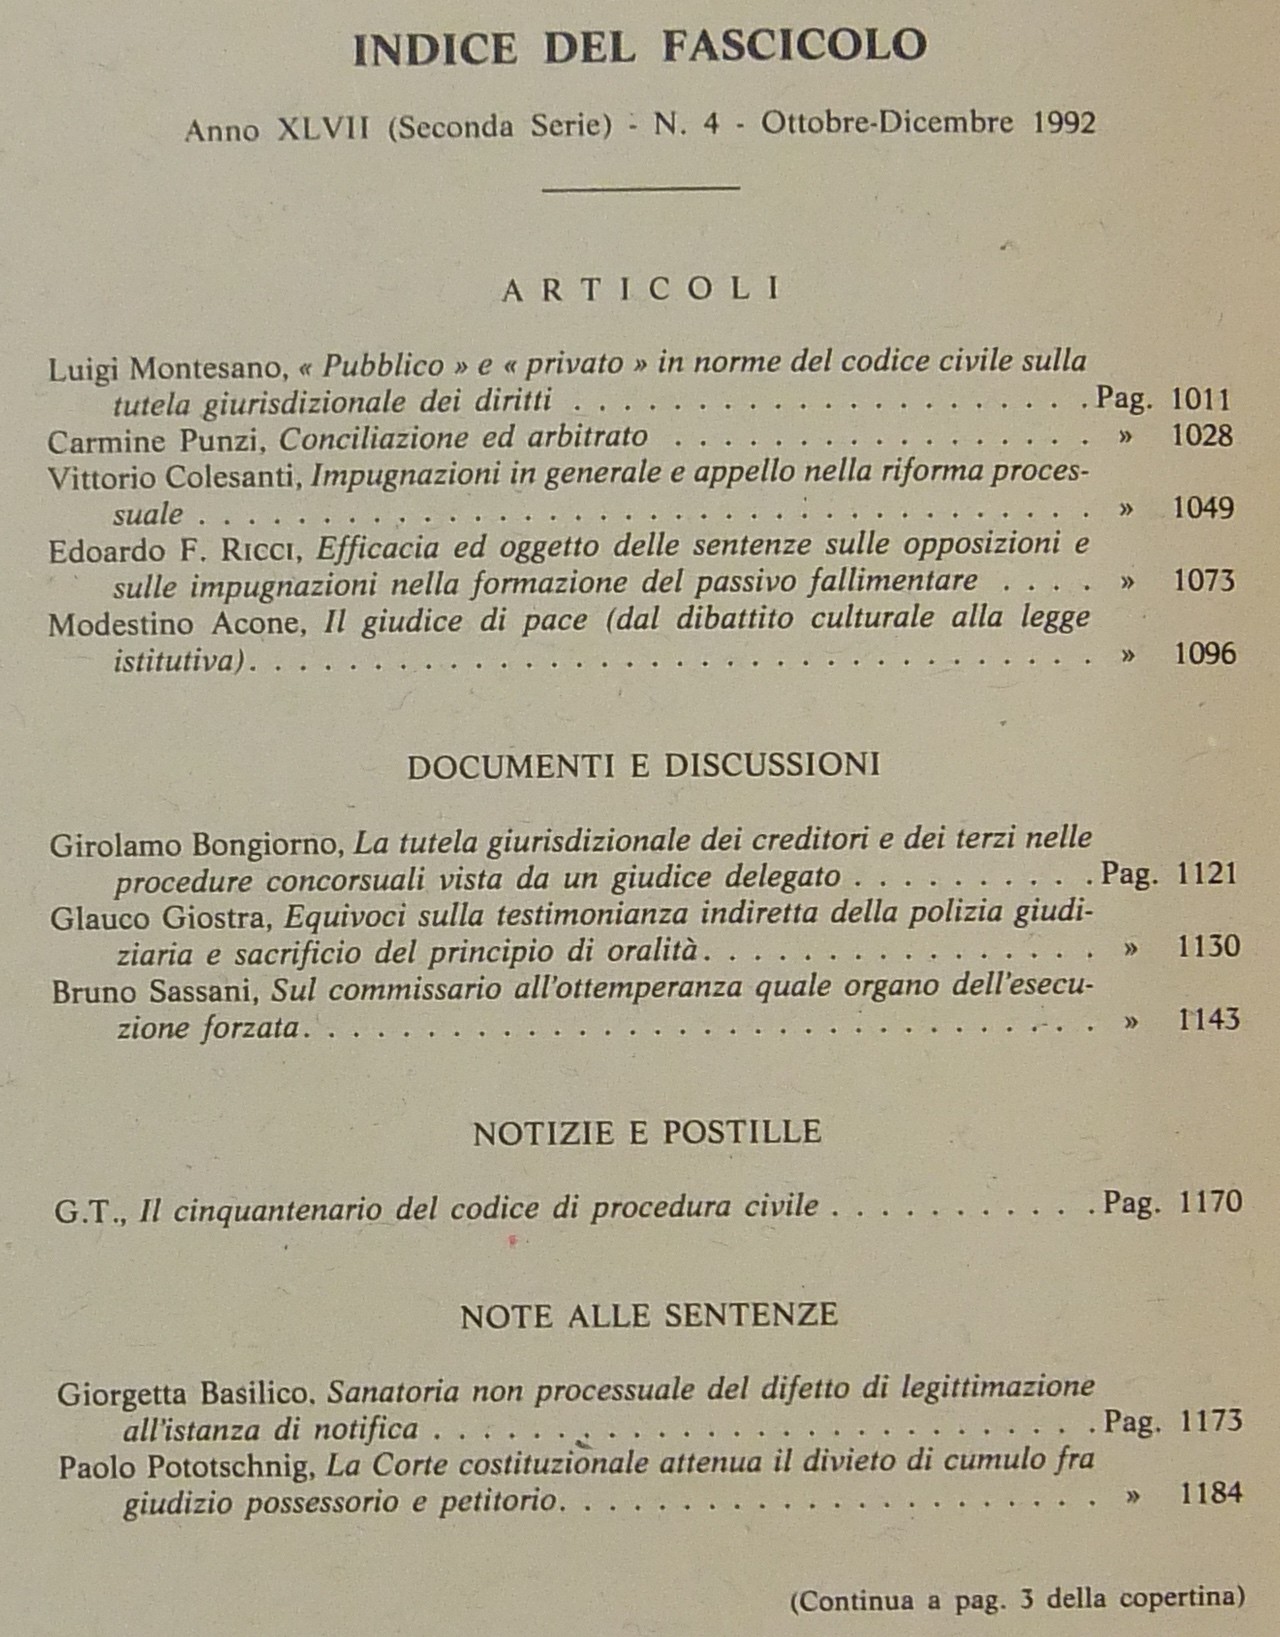 INDICE DEL FASCICOLO
Anno XLVII (Seconda Serie) - N. 4 - Ottobre-Dicembre 1992
ARTICOLI
Luigi Montesano, « Pubblico » e « privato » in norme del codice civile sulla
tutela giurisdizionale dei diritti . . . . . . . . . . . . . . . . . . . . . Pag. 1011
Carmine Punzi, Conciliazione ed arbitrato . . . . . . . . . . . . . . . . . » 1028
Vittorio Colesanti, Impugnazioni in generale e appello nella riforma proces-
suale . . . . . . . . . . . . . . . . . . . . . . . . . . . . . . . . . . . . » 1049
Edoardo F. Ricci, Efficacia ed oggetto delle sentenze sulle opposizioni e
sulle impugnazioni nella formazione del passivo fallimentare . . . . » 1073
Modestino Acone, Il giudice di pace (dal dibattito culturale alla legge
istitutiva). . . . . . . . . . . . . . . . . . . . . . . . . . . . . . . . . . » 1096
DOCUMENTI E DISCUSSIONI
Girolamo Bongiorno, La tutela giurisdizionale dei creditori e dei terzi nelle
procedure concorsuali vista da un giudice delegato . . . . . . . . . . Pag. 1121
Glauco Giostra, Equivoci sulla testimonianza indiretta della polizia giudi-
ziaria e sacrificio del principio di oralità. . . . . . . . . . . . . . . . » 1130
Bruno Sassani, Sul commissario all'ottemperanza quale organo dell'esecu-
zione forzata. . . . . . . . . . . . . . . . . . . . . . . . . . . . . . . . » 1143
NOTIZIE E POSTILLE
G.T., Il cinquantenario del codice di procedura civile . . . . . . . . . . . Pag. 1170
NOTE ALLE SENTENZE
Giorgetta Basilico, Sanatoria non processuale del difetto di legittimazione
all'istanza di notifica . . . . . . . . . . . . . . . . . . . . . . . . . . . Pag. 1173
Paolo Pototschnig, La Corte costituzionale attenua il divieto di cumulo fra
giudizio possessorio e petitorio. . . . . . . . . . . . . . . . . . . . . . » 1184
(Continua a pag. 3 della copertina)